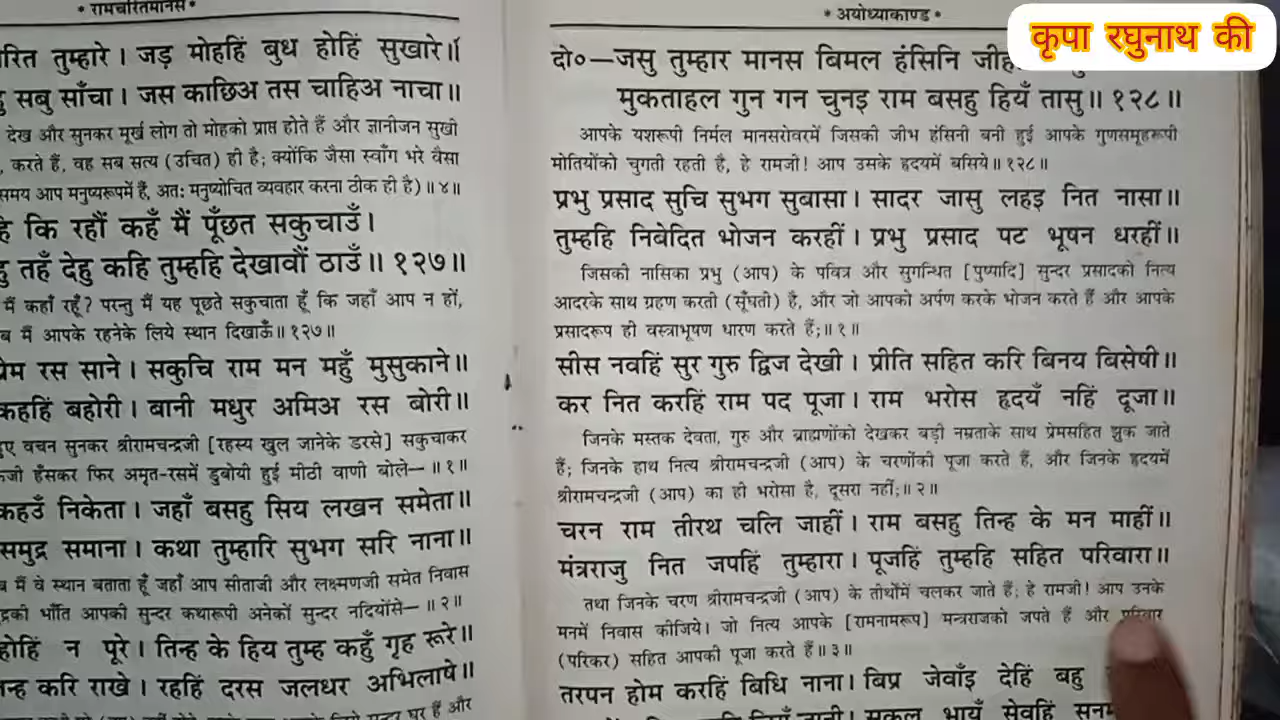 • रामचरितमानस •
तुम्हारे। जड़ मोहहिं बुध होहिं सुखारे॥
सबु साँचा। जस काछिअ तस चाहिअ नाचा॥
देख और सुनकर मूर्ख लोग तो मोहको प्राप्त होते हैं और ज्ञानीजन सुखी
करते हैं, वह सब सत्य (उचित) ही है; क्योंकि जैसा स्वाँग भरे वैसा
समय आप मनुष्यरूपमें हैं, अतः मनुष्योचित व्यवहार करना ठीक ही है)॥४॥
कि रहौं कहँ मैं पूँछत सकुचाउँ।
तहँ देहु कहि तुम्हहि देखावौं ठाउँ॥१२७॥
मैं कहाँ रहूँ? परन्तु मैं यह पूछते सकुचाता हूँ कि जहाँ आप न हों,
मैं आपके रहनेके लिये स्थान दिखाऊँ॥१२७॥
रस साने। सकुचि राम मन महुँ मुसुकाने॥
कहहिं बहोरी। बानी मधुर अमिअ रस बोरी॥
वचन सुनकर श्रीरामचन्द्रजी [रहस्य खुल जानेके डरसे] सकुचाकर
हँसकर फिर अमृत-रसमें डुबोयी हुई मीठी वाणी बोले—॥१॥
कहउँ निकेता। जहाँ बसहु सिय लखन समेता॥
समुद्र समाना। कथा तुम्हारि सुभग सरि नाना॥
मैं वे स्थान बताता हूँ जहाँ आप सीताजी और लक्ष्मणजी समेत निवास
भाँति आपकी सुन्दर कथारूपी अनेकों सुन्दर नदियोंसे—॥२॥
होहिं न पूरे। तिन्ह के हिय तुम्ह कहुँ गृह रूरे॥
करि राखे। रहहिं दरस जलधर अभिलाषे॥
• अयोध्याकाण्ड •
कृपा रघुनाथ की
दो०—जसु तुम्हार मानस बिमल हंसिनि
मुकताहल गुन गन चुनइ राम बसहु हियँ तासु॥१२८॥
आपके यशरूपी निर्मल मानसरोवरमें जिसकी जीभ हंसिनी बनी हुई आपके गुणसमूहरूपी
मोतियोंको चुगती रहती है, हे रामजी! आप उसके हृदयमें बसिये॥१२८॥
प्रभु प्रसाद सुचि सुभग सुबासा। सादर जासु लहइ नित नासा॥
तुम्हहि निबेदित भोजन करहीं। प्रभु प्रसाद पट भूषन धरहीं॥
जिसकी नासिका प्रभु (आप) के पवित्र और सुगन्धित [पुष्पादि] सुन्दर प्रसादको नित्य
आदरके साथ ग्रहण करती (सूँघती) है, और जो आपको अर्पण करके भोजन करते हैं और आपके
प्रसादरूप ही वस्त्राभूषण धारण करते हैं;॥१॥
सीस नवहिं सुर गुरु द्विज देखी। प्रीति सहित करि बिनय बिसेषी॥
कर नित करहिं राम पद पूजा। राम भरोस हृदयँ नहिं दूजा॥
जिनके मस्तक देवता, गुरु और ब्राह्मणोंको देखकर बड़ी नम्रताके साथ प्रेमसहित झुक जाते
हैं; जिनके हाथ नित्य श्रीरामचन्द्रजी (आप) के चरणोंकी पूजा करते हैं, और जिनके हृदयमें
श्रीरामचन्द्रजी (आप) का ही भरोसा है, दूसरा नहीं;॥२॥
चरन राम तीरथ चलि जाहीं। राम बसहु तिन्ह के मन माहीं॥
मंत्रराजु नित जपहिं तुम्हारा। पूजहिं तुम्हहि सहित परिवारा॥
तथा जिनके चरण श्रीरामचन्द्रजी (आप) के तीर्थोंमें चलकर जाते हैं; हे रामजी! आप उनके
मनमें निवास कीजिये। जो नित्य आपके [रामनामरूप] मन्त्रराजको जपते हैं और परिवार
(परिकर) सहित आपकी पूजा करते हैं॥३॥
तरपन होम करहिं बिधि नाना। बिप्र जेवाँइ देहिं बहु